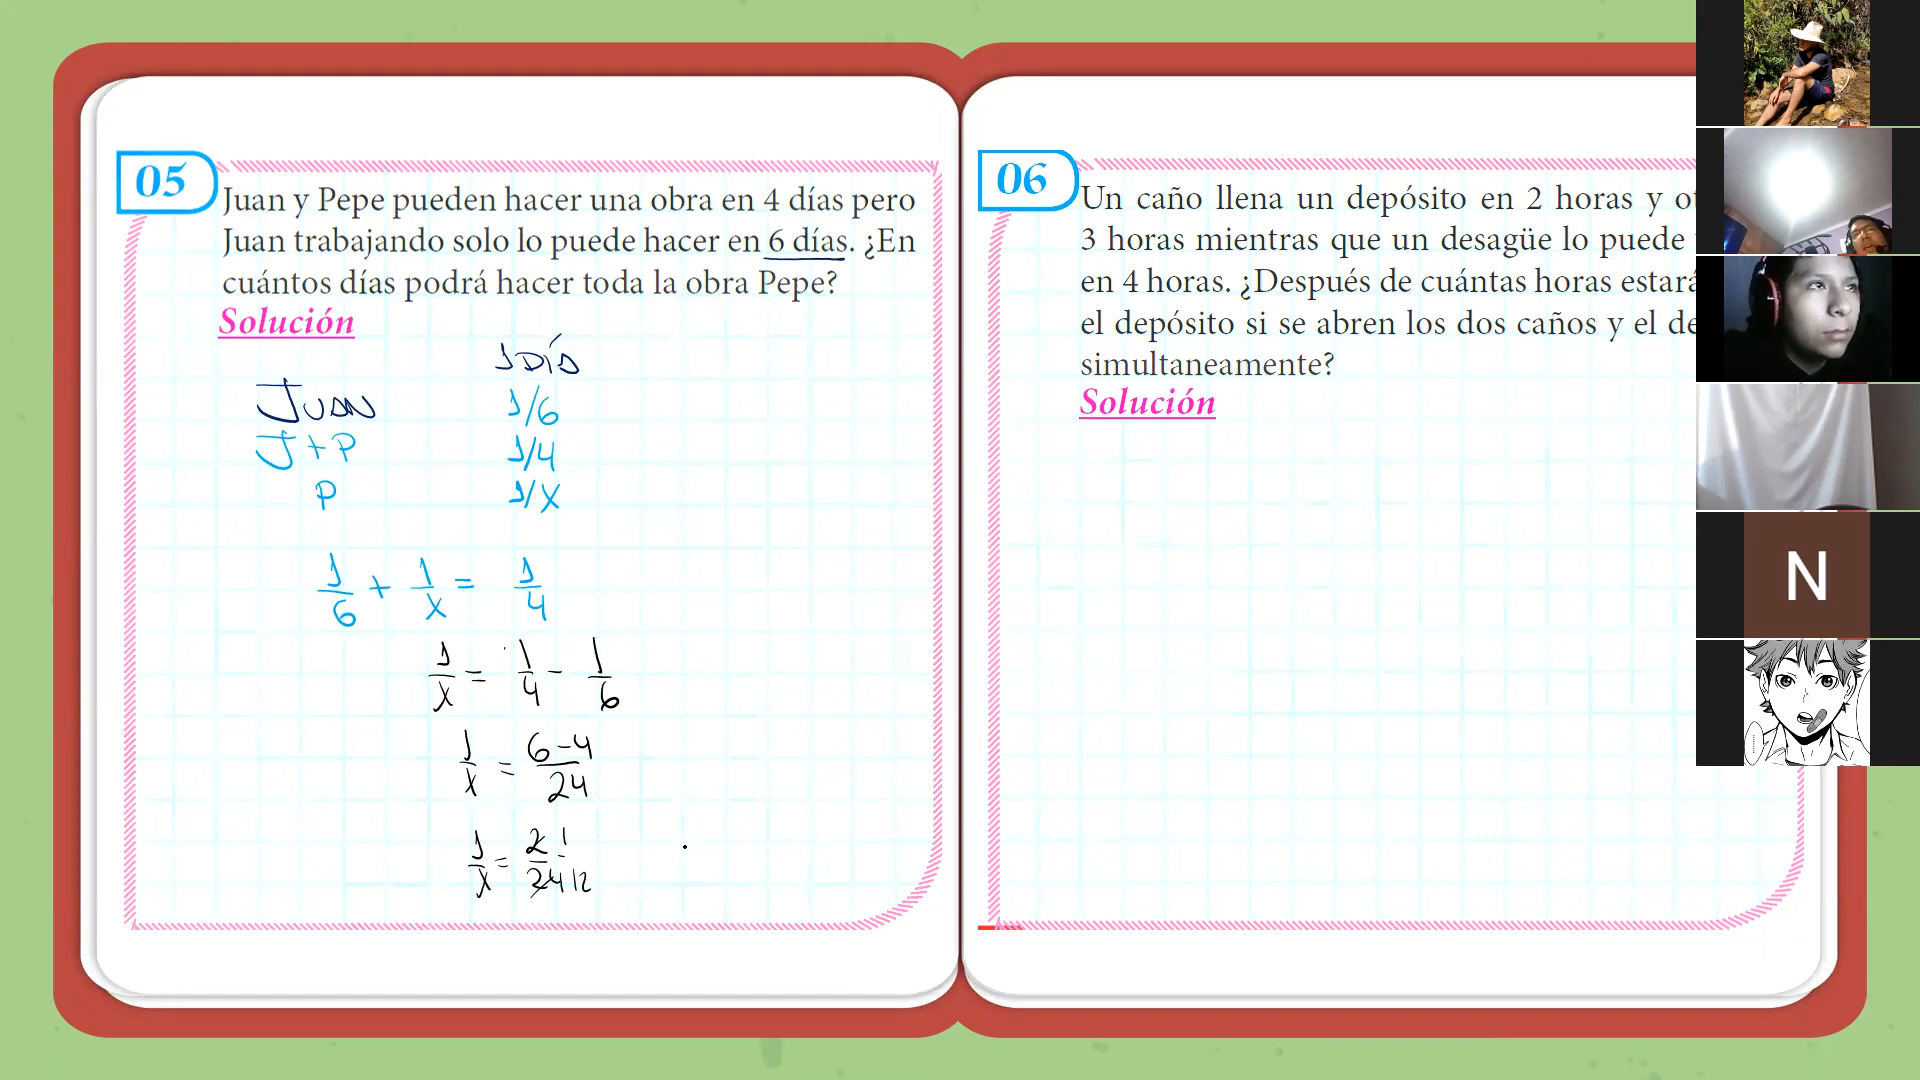 05
Juan y Pepe pueden hacer una obra en 4 días pero
Juan trabajando solo lo puede hacer en 6 días. ¿En
cuántos días podrá hacer toda la obra Pepe?
Solución
1 DÍA
JUAN 1/6
J + P 1/4
P 1/X
1/6 + 1/x = 1/4
1/x = 1/4 - 1/6
1/x = 6-4/24
1/x = 2/24 1/12
06
Un caño llena un depósito en 2 horas y
3 horas mientras que un desagüe lo puede
en 4 horas. ¿Después de cuántas horas estará
el depósito si se abren los dos caños y el
simultaneamente?
Solución
N